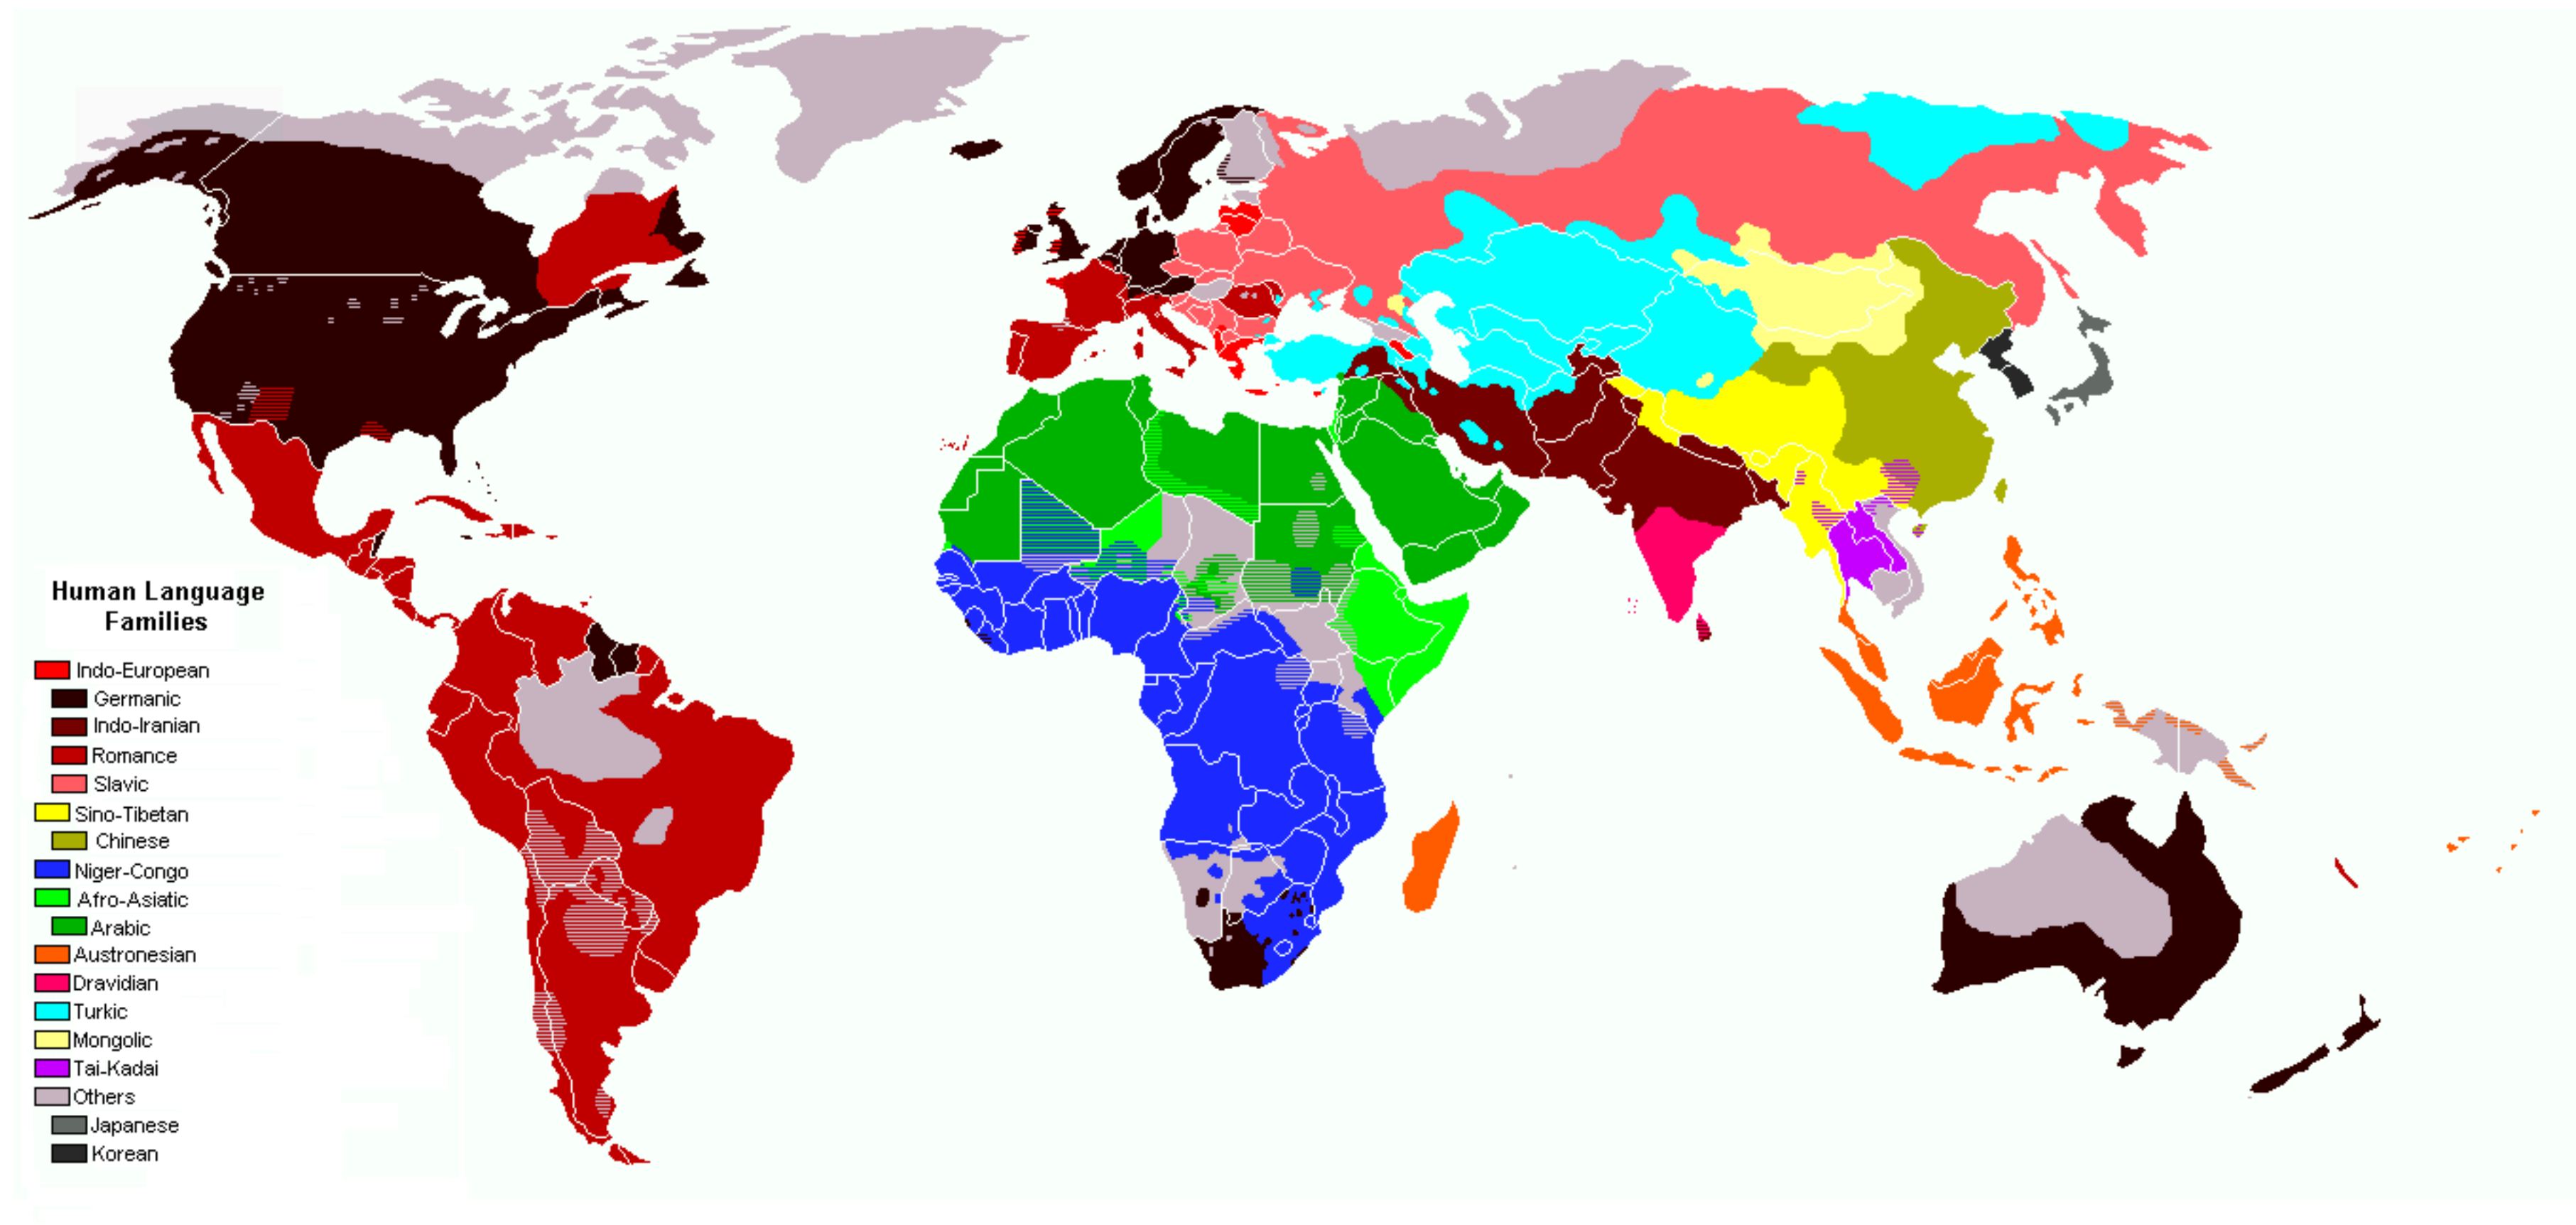 Human Language
Families
Indo-European
Germanic
Indo-Iranian
Romance
Slavic
Sino-Tibetan
Chinese
Niger-Congo
Afro-Asiatic
Arabic
Austronesian
Dravidian
Turkic
Mongolic
Tai-Kadai
Others
Japanese
Korean